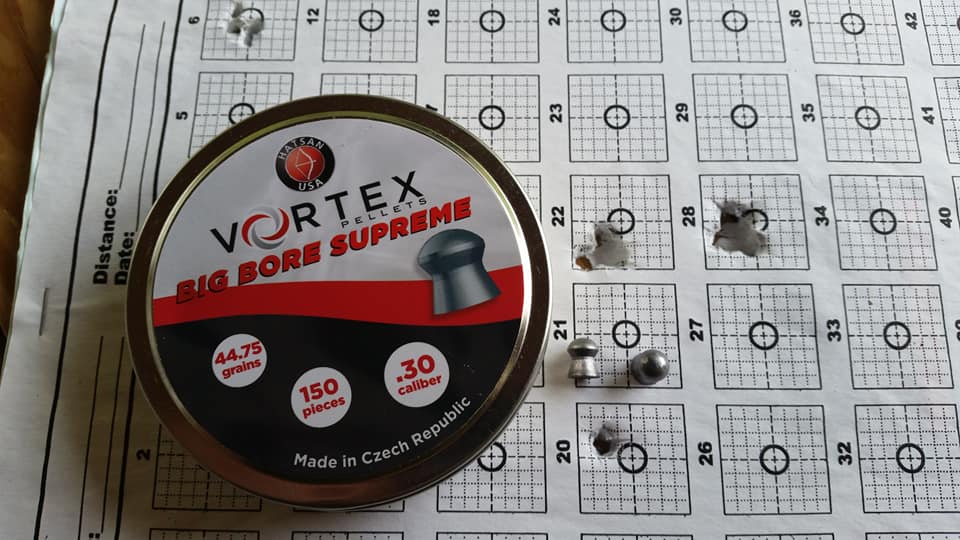 HATSAN
USA
VORTEX
PELLETS
BIG BORE SUPREME
44.75
grains
150
pieces
.30
caliber
Made in Czech Republic
Distance:
Date:
6
12
18
24
30
36
42
5
23
29
35
41
22
28
34
40
21
27
33
2
20
26
32